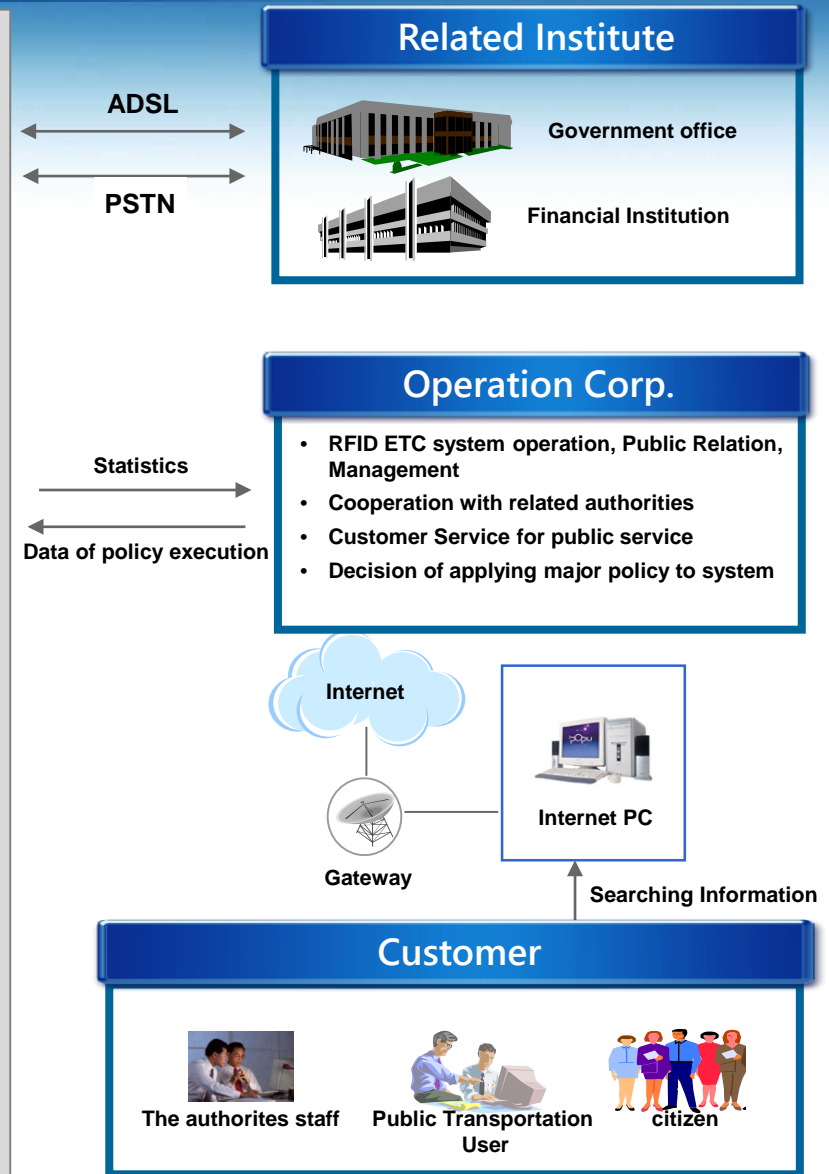 Related Institute
ADSL
Government office
PSTN
Financial Institution
Operation Corp.
• RFID ETC system operation, Public Relation,
Management
Statistics
• Cooperation with related authorities
• Customer Service for public service
Data of policy execution
• Decision of applying major policy to system
Internet
Internet PC
Gateway
Searching Information
Customer
The authorites staff
Public Transportation
User
citizen